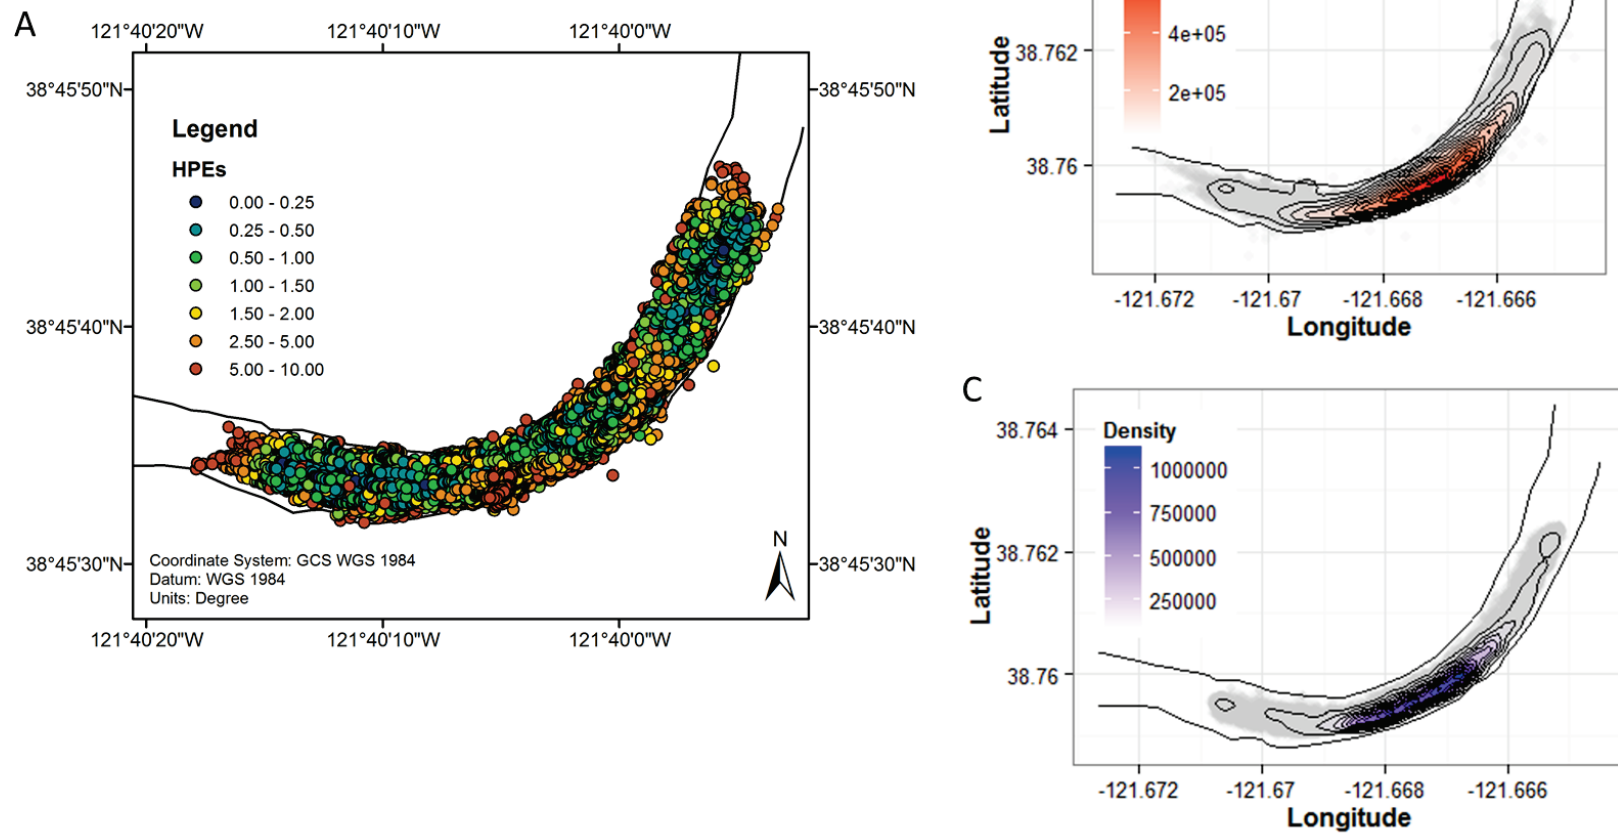 A
121°40'20"W 121°40'10"W 121°40'0"W
38°45'50"N 38°45'50"N
Legend
HPEs
0.00 - 0.25
0.25 - 0.50
0.50 - 1.00
1.00 - 1.50
1.50 - 2.00
2.50 - 5.00
5.00 - 10.00
38°45'40"N 38°45'40"N
38°45'30"N 38°45'30"N
Coordinate System: GCS WGS 1984
Datum: WGS 1984
Units: Degree
N
121°40'20"W 121°40'10"W 121°40'0"W
4e+05
2e+05
Latitude
38.762
38.76
-121.672 -121.67 -121.668 -121.666
Longitude
C
Density
1000000
750000
500000
250000
Latitude
38.764
38.762
38.76
-121.672 -121.67 -121.668 -121.666
Longitude